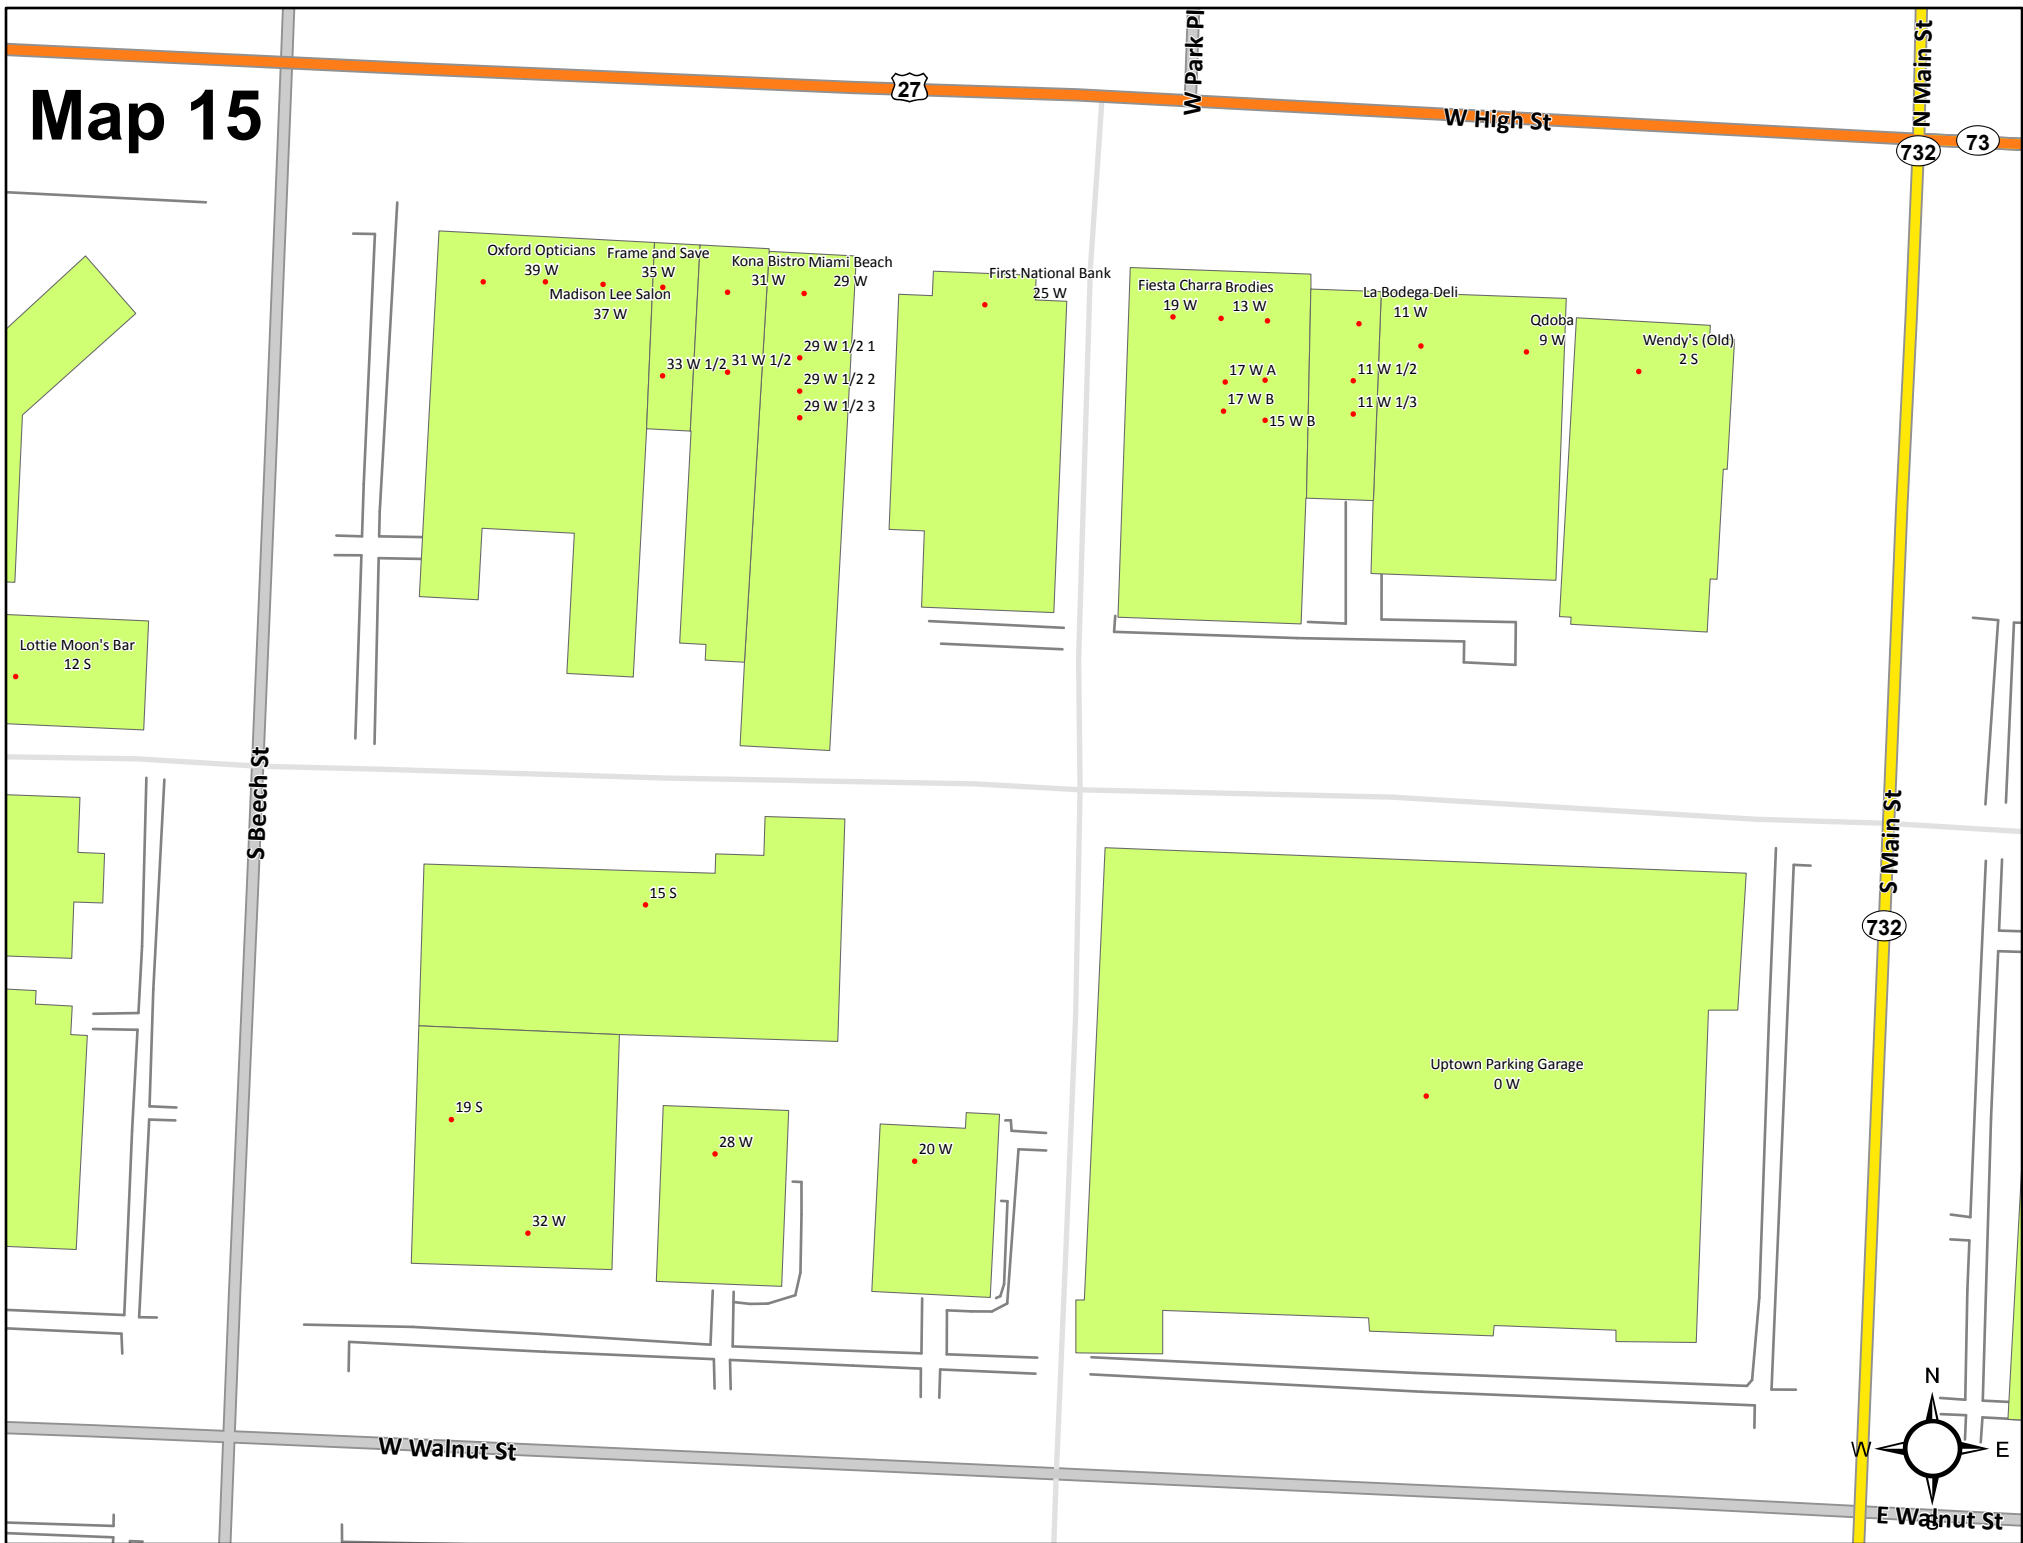 Map 15
27
W Park Pl
W High St
N Main St
732
73
Oxford Opticians
39 W
Frame and Save
35 W
Madison Lee Salon
37 W
Kona Bistro
31 W
Miami Beach
29 W
First National Bank
25 W
Fiesta Charra
19 W
Brodies
13 W
La Bodega Deli
11 W
Qdoba
9 W
Wendy's (Old)
2 S
33 W 1/2
31 W 1/2
29 W 1/2 1
29 W 1/2 2
29 W 1/2 3
17 W A
17 W B
15 W B
11 W 1/2
11 W 1/3
Lottie Moon's Bar
12 S
S Beech St
S Main St
732
15 S
19 S
32 W
28 W
20 W
Uptown Parking Garage
0 W
W Walnut St
E Walnut St
N
W
E
S